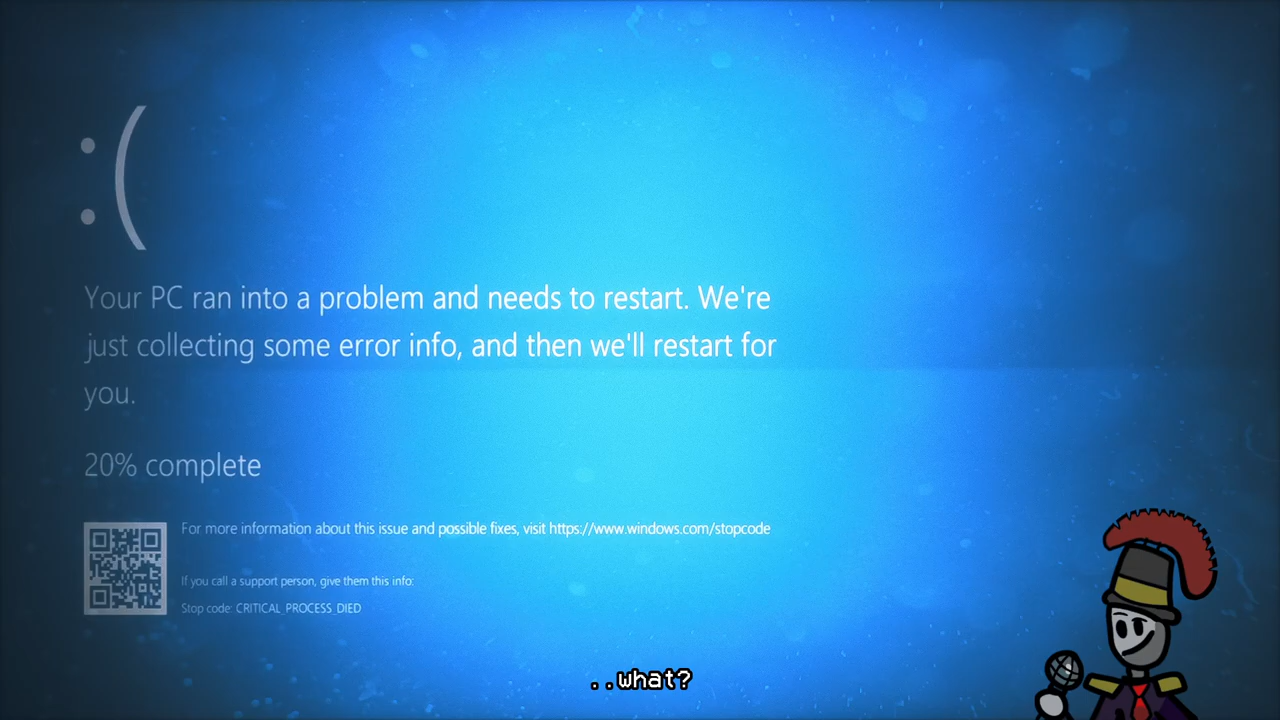 :(
Your PC ran into a problem and needs to restart. We're
just collecting some error info, and then we'll restart for
you.
20% complete
For more information about this issue and possible fixes, visit https://www.windows.com/stopcode
If you call a support person, give them this info:
Stop code: CRITICAL_PROCESS_DIED
..what?